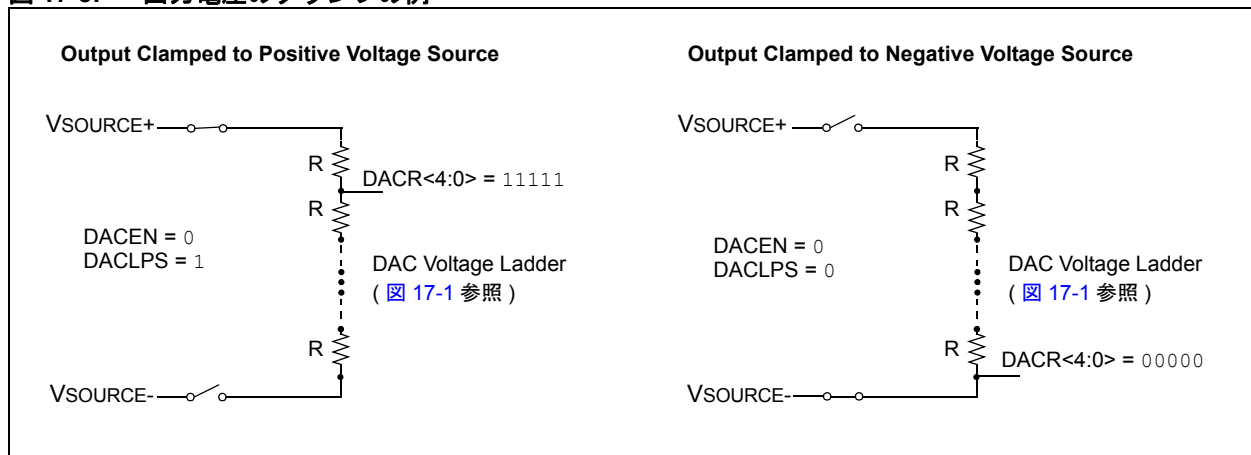 Output Clamped to Positive Voltage Source
VSOURCE+
R
DACR<4:0> = 11111
R
DACEN = 0
DACLPS = 1
DAC Voltage Ladder
( 図 17-1 参照 )
R
VSOURCE-
Output Clamped to Negative Voltage Source
VSOURCE+
R
R
DACEN = 0
DACLPS = 0
DAC Voltage Ladder
( 図 17-1 参照 )
R
DACR<4:0> = 00000
VSOURCE-